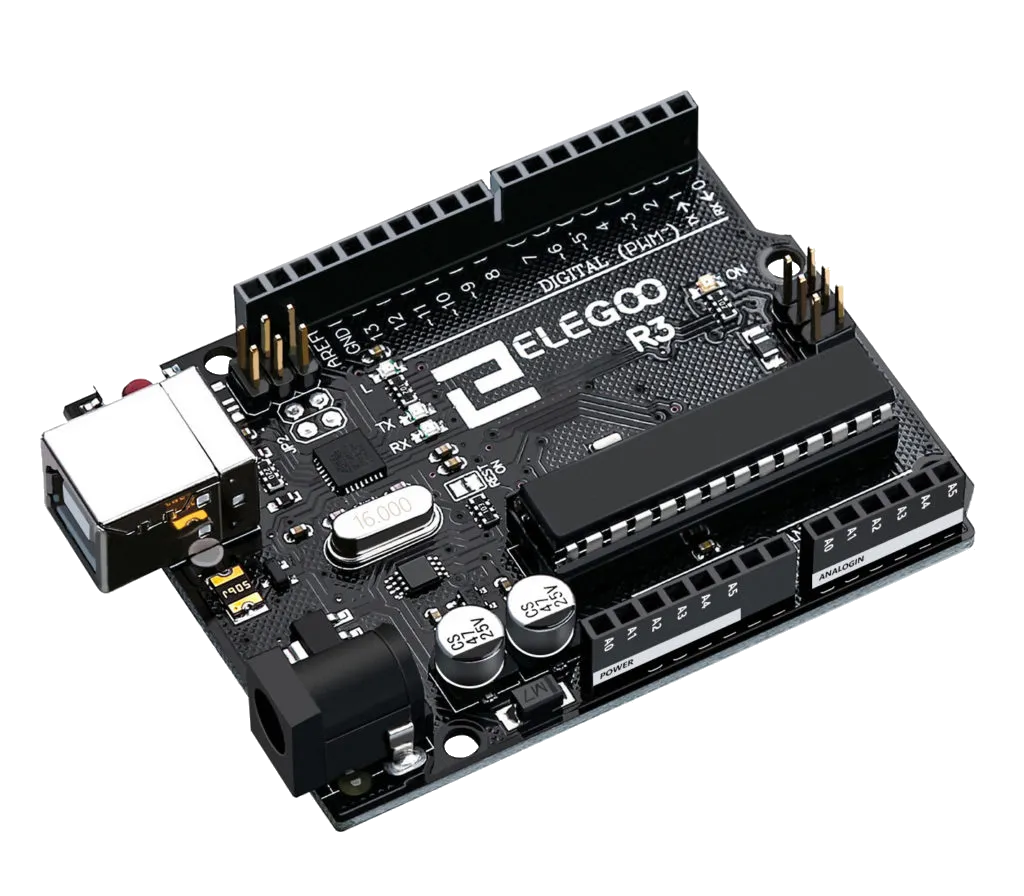 RX◄0
TX►1
2
~3
4
~5
~6
7
DIGITAL (PWM~)
8
~9
~10
~11
12
13
GND
AREF
ON
ELEGOO
R3
L
TX
RX
JP2
16.000
CS
47
25V
CS
47
25V
M7
POWER
A0
A1
A2
A3
A4
A5
ANALOGIN
A0
A1
A2
A3
A4
A5